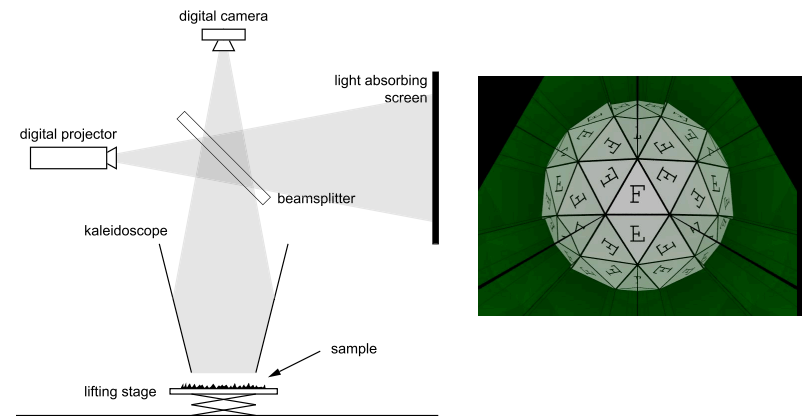 digital camera
light absorbing
screen
digital projector
beamsplitter
kaleidoscope
sample
lifting stage
F